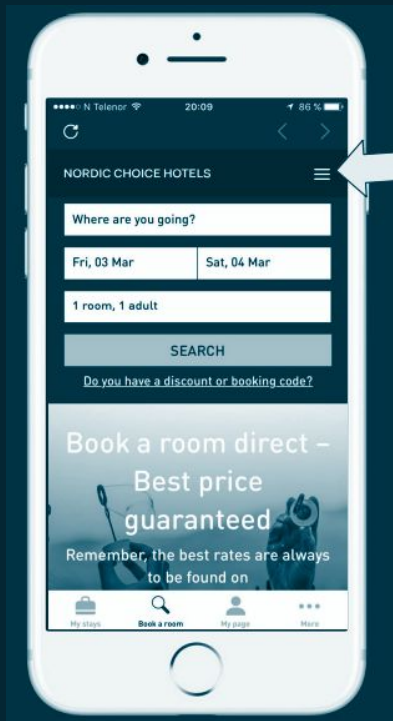 N Telenor 20:09 86 %
NORDIC CHOICE HOTELS
Where are you going?
Fri, 03 Mar Sat, 04 Mar
1 room, 1 adult
SEARCH
Do you have a discount or booking code?
Book a room direct –
Best price
guaranteed
Remember, the best rates are always
to be found on
My stays Book a room My page More